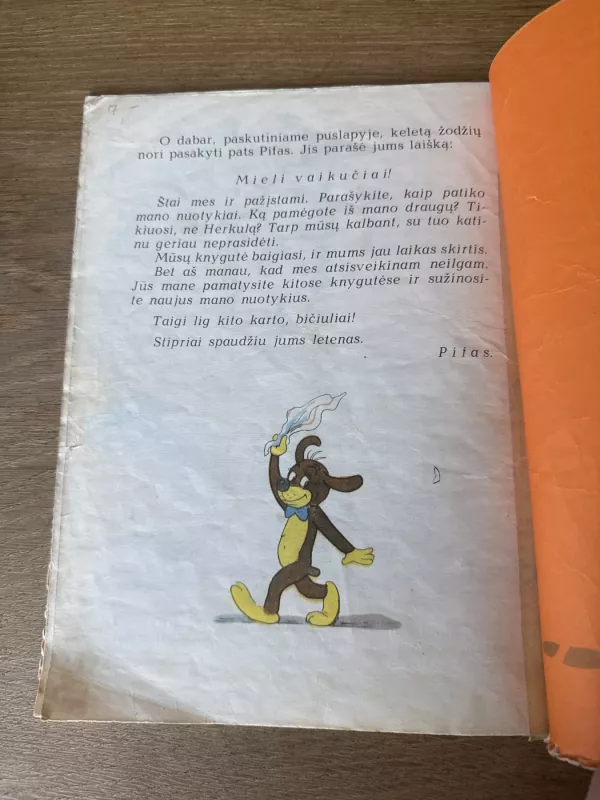 7,-
O dabar, paskutiniame puslapyje, keletą žodžių
nori pasakyti pats Pifas. Jis parašė jums laišką:
Mieli vaikučiai!
Štai mes ir pažįstami. Parašykite, kaip patiko
mano nuotykiai. Ką pamėgote iš mano draugų? Ti-
kiuosi, ne Herkulą? Tarp mūsų kalbant, su tuo kati-
nu geriau neprasidėti.
Mūsų knygutė baigiasi, ir mums jau laikas skirtis.
Bet aš manau, kad mes atsisveikinam neilgam.
Jūs mane pamatysite kitose knygutėse ir sužinosi-
te naujus mano nuotykius.
Taigi lig kito karto, bičiuliai!
Stipriai spaudžiu jums letenas.
Pifas.